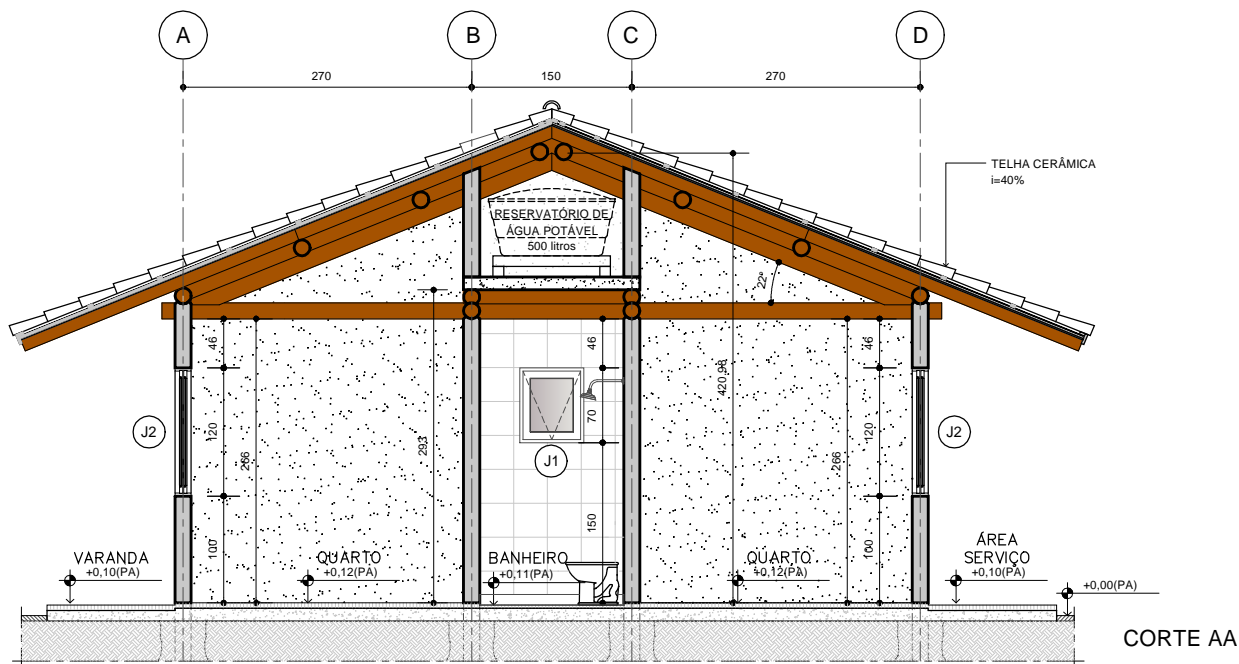 A
B
C
D
270
150
270
TELHA CERÂMICA
i=40%
RESERVATÓRIO DE
ÁGUA POTÁVEL
500 litros
22º
46
46
46
420,98
J2
120
266
293
70
J1
266
120
J2
150
100
100
VARANDA
+0,10(PA)
QUARTO
+0,12(PA)
BANHEIRO
+0,11(PA)
QUARTO
+0,12(PA)
ÁREA
SERVIÇO
+0,10(PA)
+0,00(PA)
CORTE AA